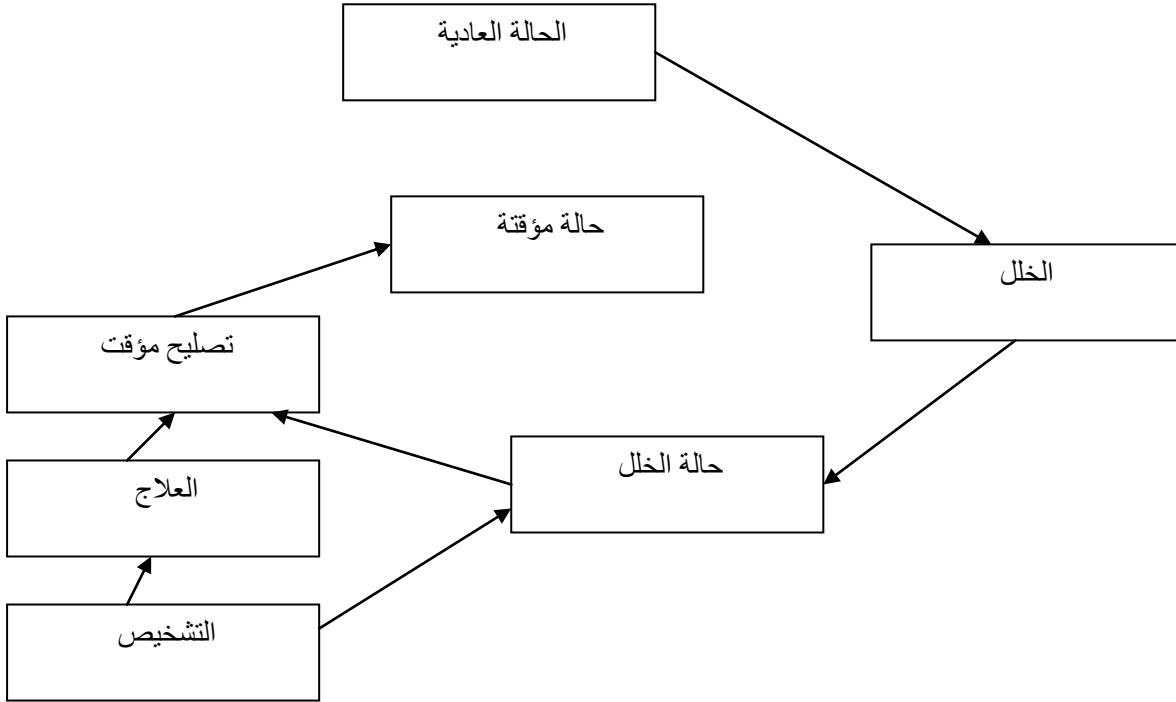 الحالة العادية
حالة مؤقتة
الخلل
تصليح مؤقت
حالة الخلل
العلاج
التشخيص